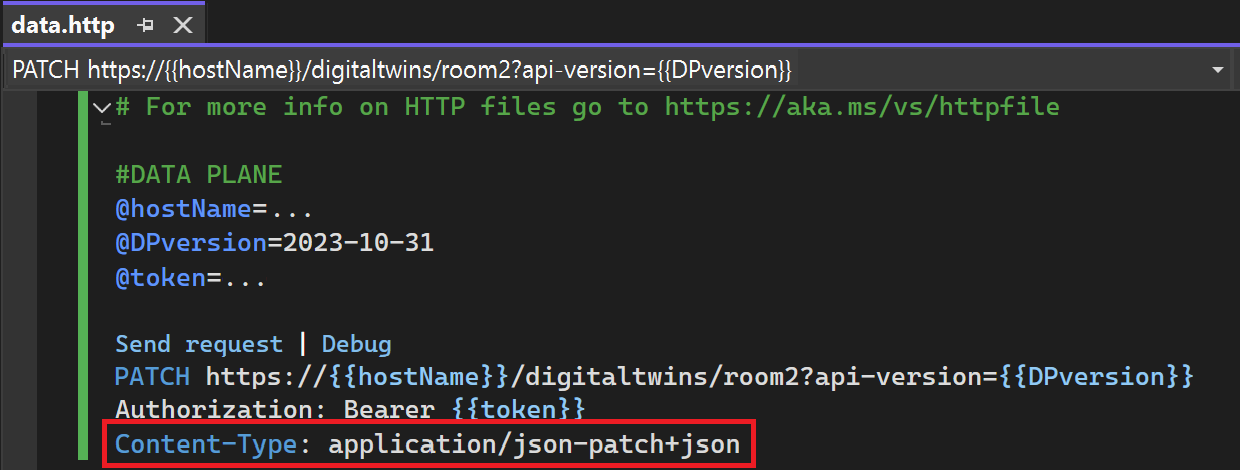 data.http
PATCH https://{{hostName}}/digitaltwins/room2?api-version={{DPversion}}
# For more info on HTTP files go to https://aka.ms/vs/httpfile
#DATA PLANE
@hostName=...
@DPversion=2023-10-31
@token=...
Send request | Debug
PATCH https://{{hostName}}/digitaltwins/room2?api-version={{DPversion}}
Authorization: Bearer {{token}}
Content-Type: application/json-patch+json